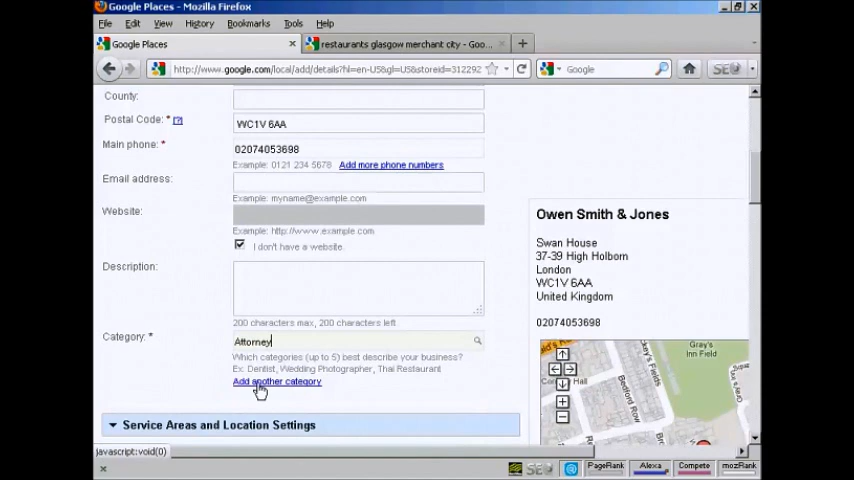 Google Places - Mozilla Firefox
File Edit View History Bookmarks Tools Help
Google Places × restaurants glasgow merchant city - Goo... ×
http://www.google.com/local/add/details?hl=en-US&gl=US&storeid=312292
Google
SEO
County:
Postal Code: * WC1V 6AA
Main phone: * 02074053698
Example: 0121 234 5678 Add more phone numbers
Email address:
Example: myname@example.com
Website:
Example: http://www.example.com
I don't have a website.
Description:
200 characters max, 200 characters left.
Category: * Attorney
Which categories (up to 5) best describe your business?
Ex: Dentist, Wedding Photographer, Thai Restaurant
Add another category
Service Areas and Location Settings
Owen Smith & Jones
Swan House
37-39 High Holborn
London
WC1V 6AA
United Kingdom
02074053698
Gray's
Inn Field
Bedford Row
javascript:void(0)
SEO PageRank Alexa Compete mozRank